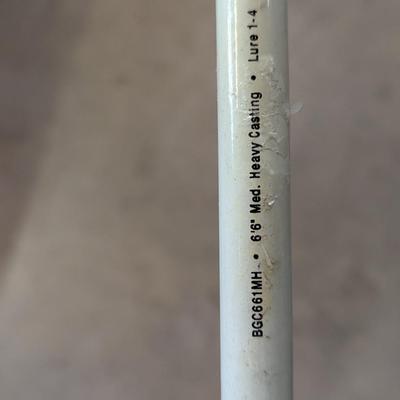 BGC661MH • 6'6" Med. Heavy Casting • Lure 1-4